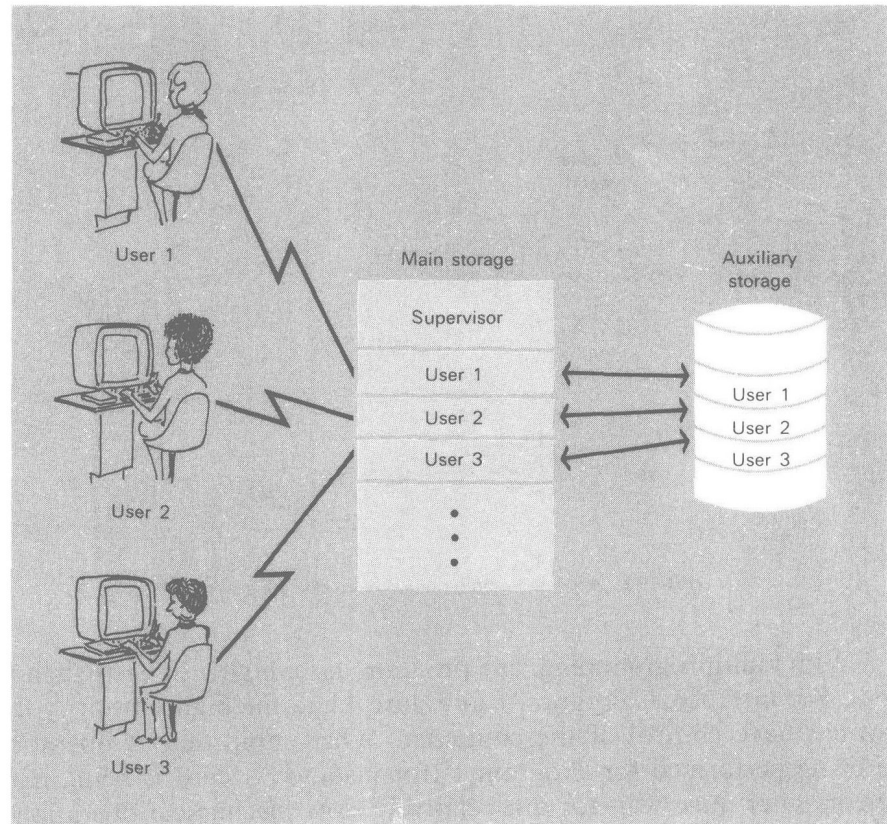 User 1
User 2
User 3
Main storage
Supervisor
User 1
User 2
User 3
Auxiliary
storage
User 1
User 2
User 3